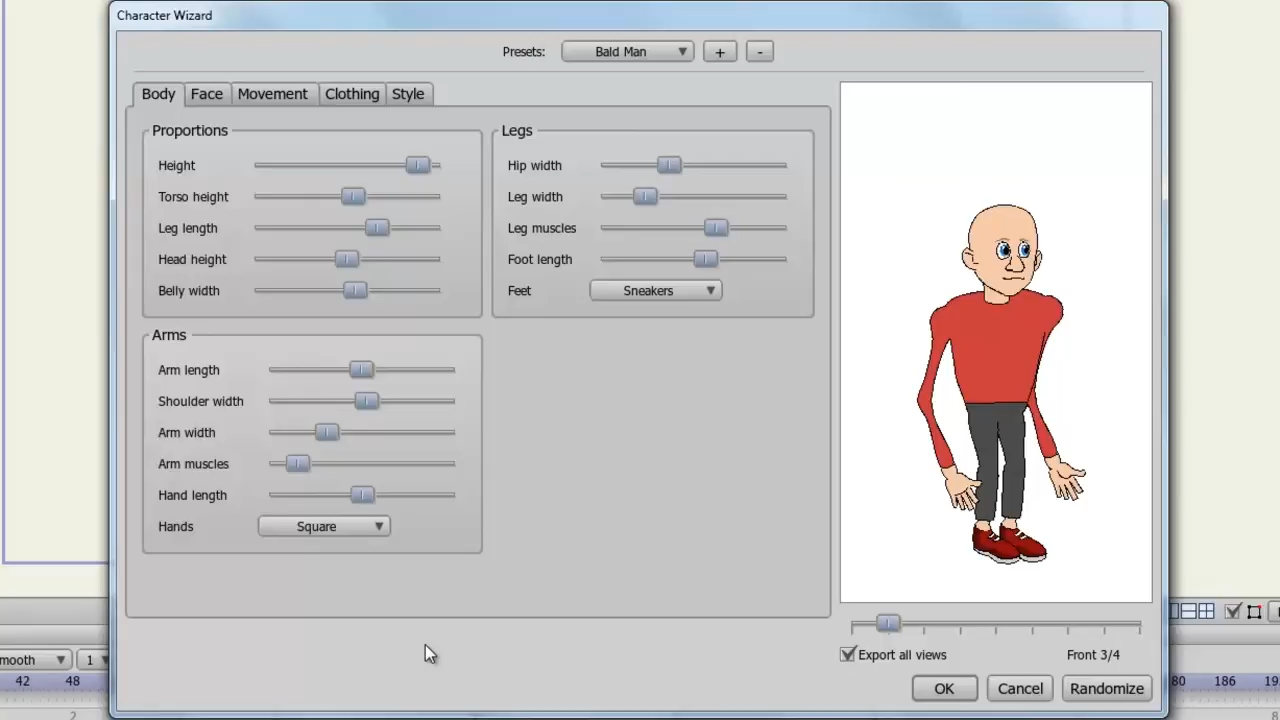 Character Wizard
Presets: Bald Man + -
Body Face Movement Clothing Style
Proportions
Height
Torso height
Leg length
Head height
Belly width
Legs
Hip width
Leg width
Leg muscles
Foot length
Feet Sneakers
Arms
Arm length
Shoulder width
Arm width
Arm muscles
Hand length
Hands Square
Export all views Front 3/4
OK Cancel Randomize
mooth 1
42 48
2
80 186 19